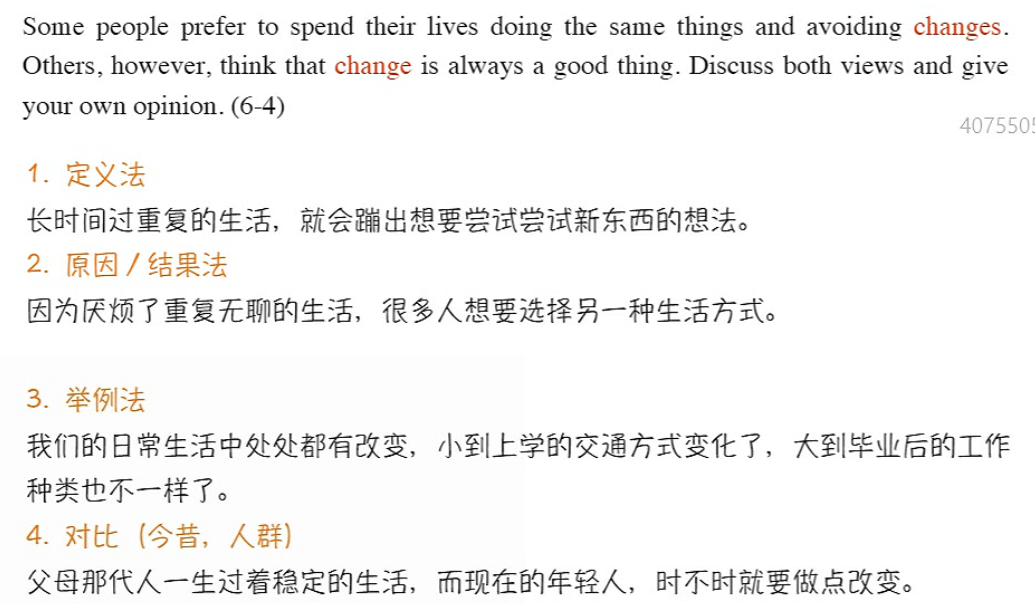 Some people prefer to spend their lives doing the same things and avoiding changes.
Others, however, think that change is always a good thing. Discuss both views and give
your own opinion. (6-4)
407550
1. 定义法
长时间过重复的生活，就会蹦出想要尝试尝试新东西的想法。
2. 原因 / 结果法
因为厌烦了重复无聊的生活，很多人想要选择另一种生活方式。
3. 举例法
我们的日常生活中处处都有改变，小到上学的交通方式变化了，大到毕业后的工作
种类也不一样了。
4. 对比（今昔，人群）
父母那代人一生过着稳定的生活，而现在的年轻人，时不时就要做点改变。